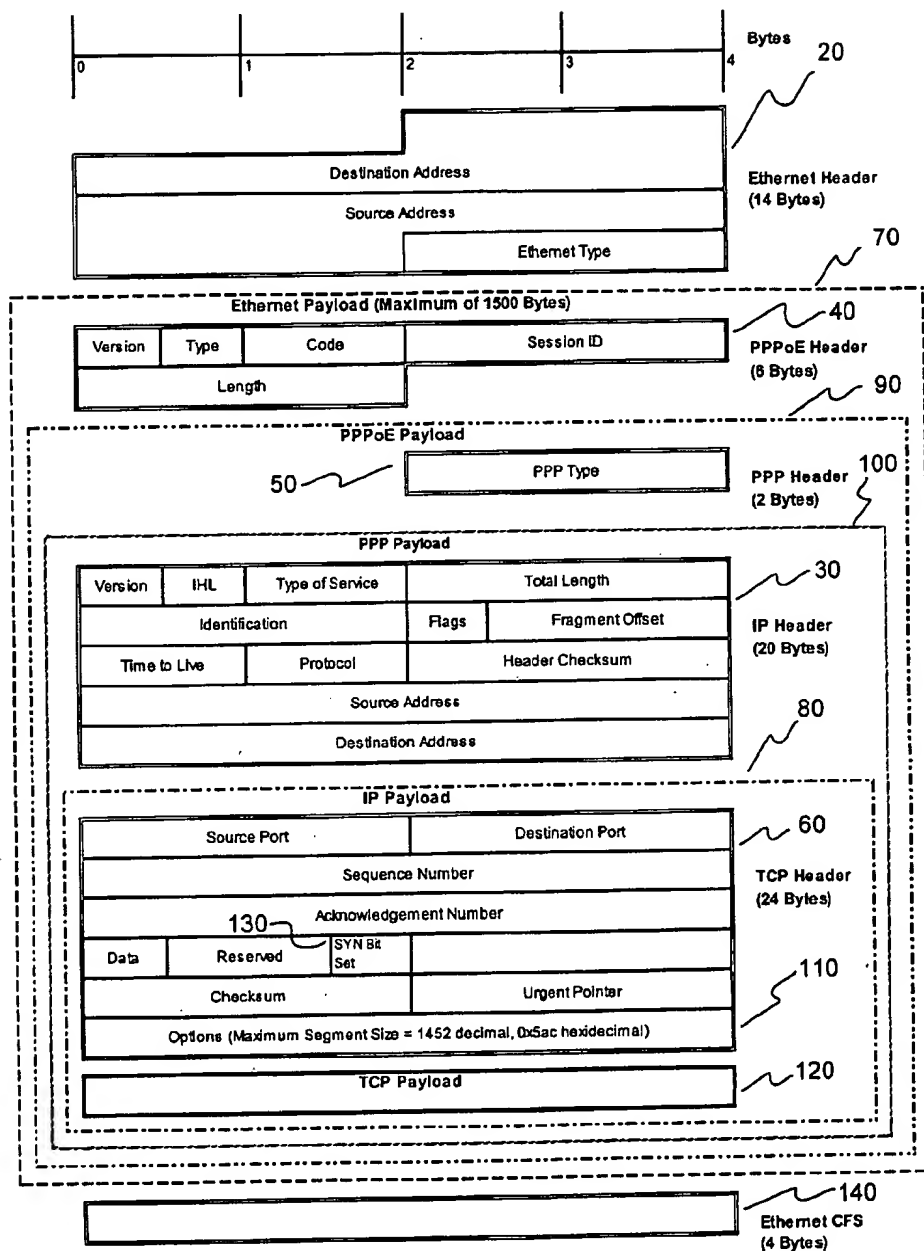 Bytes
0 1 2 3 4
20
Destination Address
Ethernet Header
(14 Bytes)
Source Address
Ethernet Type
70
Ethernet Payload (Maximum of 1500 Bytes)
40
Version Type Code Session ID
PPPoE Header
(6 Bytes)
Length
90
PPPoE Payload
50
PPP Type
PPP Header
(2 Bytes)
100
PPP Payload
Version IHL Type of Service Total Length
30
Identification Flags Fragment Offset
IP Header
(20 Bytes)
Time to Live Protocol Header Checksum
Source Address
80
Destination Address
IP Payload
Source Port Destination Port
60
Sequence Number
TCP Header
(24 Bytes)
Acknowledgement Number
130
Data Reserved SYN Bit
Set
110
Checksum Urgent Pointer
Options (Maximum Segment Size = 1452 decimal, 0x5ac hexidecimal)
TCP Payload
120
140
Ethernet CFS
(4 Bytes)